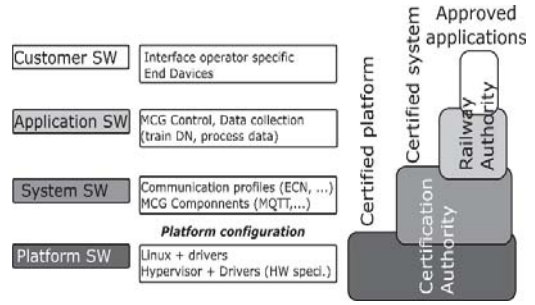 Customer SW
Interface operator specific
End Davices
Application SW
MCG Control, Data collection
(train DN, process data)
System SW
Communication profiles (ECN, ...)
MCG Componnents (MQTT,...)
Platform configuration
Platform SW
Linux + drivers
Hypervisor + Drivers (HW speci.)
Certified platform
Certified system
Approved
applications
Railway
Authority
Certification
Authority